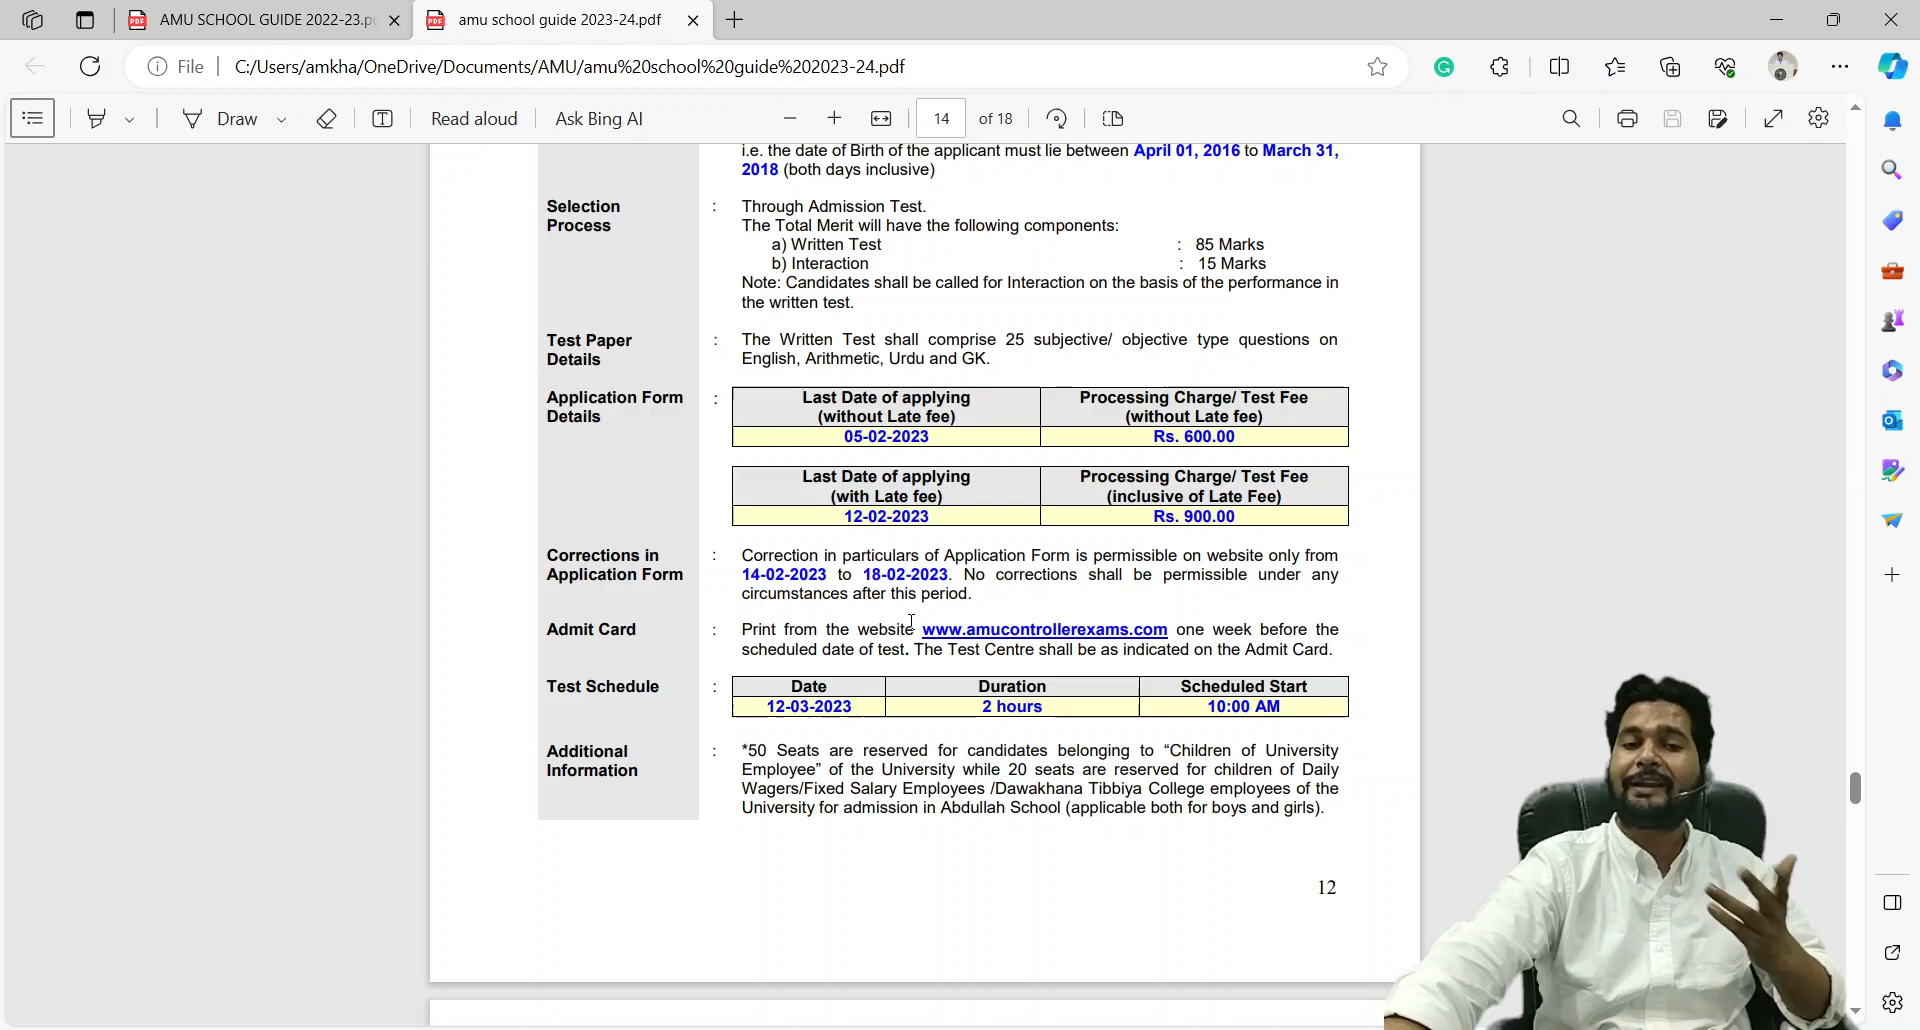 AMU SCHOOL GUIDE 2022-23.p
amu school guide 2023-24.pdf
File
C:/Users/amkha/OneDrive/Documents/AMU/amu%20school%20guide%202023-24.pdf
Draw
Read aloud
Ask Bing AI
14
of 18
i.e. the date of Birth of the applicant must lie between April 01, 2016 to March 31,
2018 (both days inclusive)
Selection
Process
: Through Admission Test.
The Total Merit will have the following components:
a) Written Test : 85 Marks
b) Interaction : 15 Marks
Note: Candidates shall be called for Interaction on the basis of the performance in
the written test.
Test Paper
Details
: The Written Test shall comprise 25 subjective/ objective type questions on
English, Arithmetic, Urdu and GK.
Application Form
Details
:
Last Date of applying
(without Late fee)
Processing Charge/ Test Fee
(without Late fee)
05-02-2023
Rs. 600.00
Last Date of applying
(with Late fee)
Processing Charge/ Test Fee
(inclusive of Late Fee)
12-02-2023
Rs. 900.00
Corrections in
Application Form
: Correction in particulars of Application Form is permissible on website only from
14-02-2023 to 18-02-2023. No corrections shall be permissible under any
circumstances after this period.
Admit Card
: Print from the website www.amucontrollerexams.com one week before the
scheduled date of test. The Test Centre shall be as indicated on the Admit Card.
Test Schedule
:
Date Duration Scheduled Start
12-03-2023 2 hours 10:00 AM
Additional
Information
: *50 Seats are reserved for candidates belonging to “Children of University
Employee” of the University while 20 seats are reserved for children of Daily
Wagers/Fixed Salary Employees /Dawakhana Tibbiya College employees of the
University for admission in Abdullah School (applicable both for boys and girls).
12